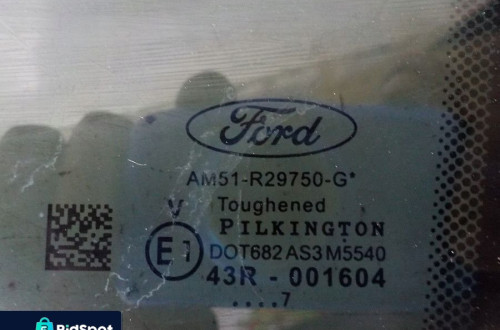 Ford
AM51-R29750-G*
V Toughened
PILKINGTON
E1 DOT682 AS3 M5540
43R - 001604
....7
BidSpot